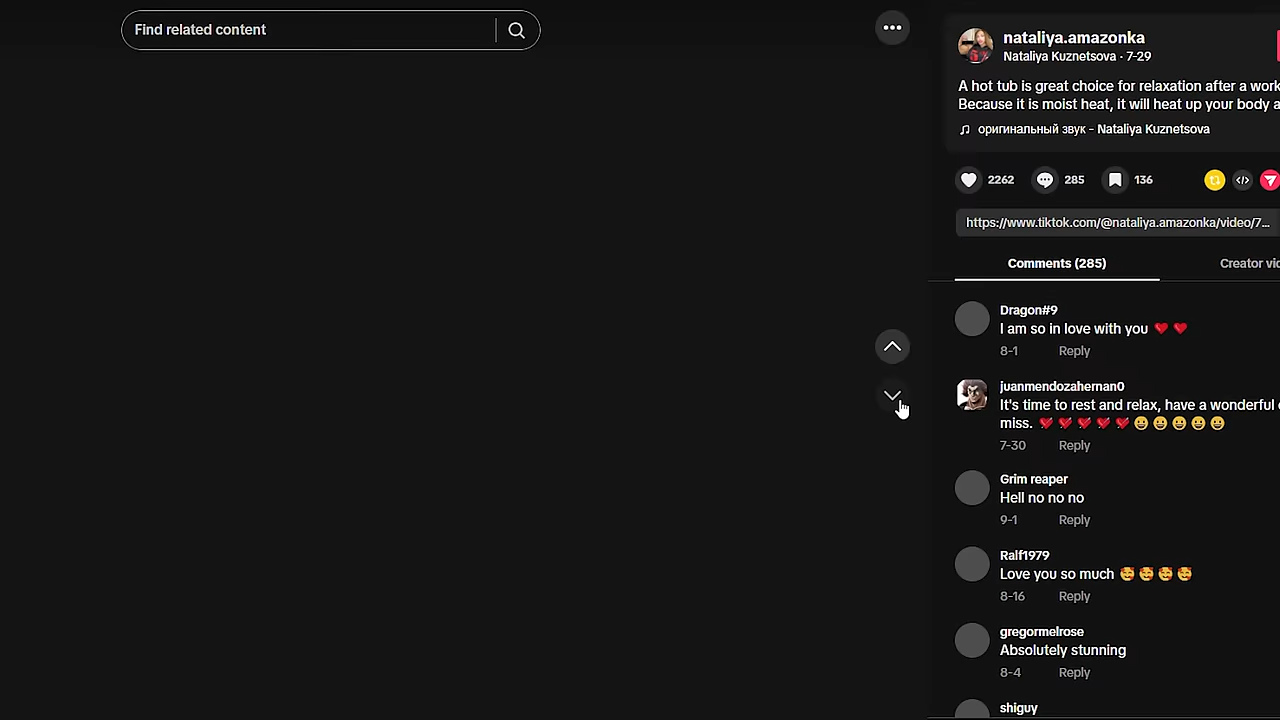 Find related content
nataliya.amazonka
Nataliya Kuznetsova · 7-29
A hot tub is great choice for relaxation after a work
Because it is moist heat, it will heat up your body a
оригинальный звук - Nataliya Kuznetsova
2262
285
136
https://www.tiktok.com/@nataliya.amazonka/video/7...
Comments (285)
Creator vid
Dragon#9
I am so in love with you ❤️ ❤️
8-1 Reply
juanmendozahernan0
It's time to rest and relax, have a wonderful
miss. 💓 💓 💓 💓 💓 😀 😀 😀 😀 😀
7-30 Reply
Grim reaper
Hell no no no
9-1 Reply
Ralf1979
Love you so much 🥰 🥰 🥰 🥰
8-16 Reply
gregormelrose
Absolutely stunning
8-4 Reply
shiguy